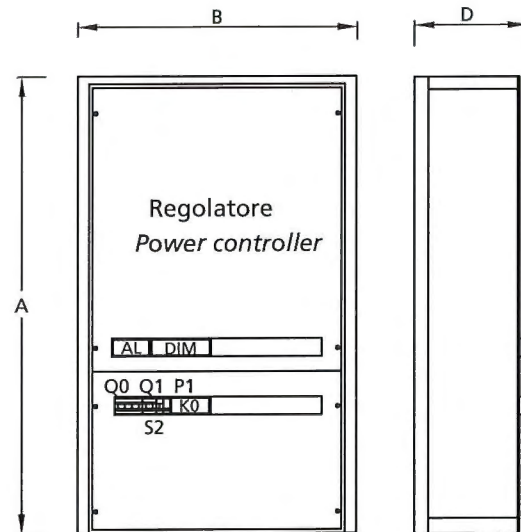 B
D
A
Regolatore
Power controller
AL DIM
Q0 Q1 P1
K0
S2